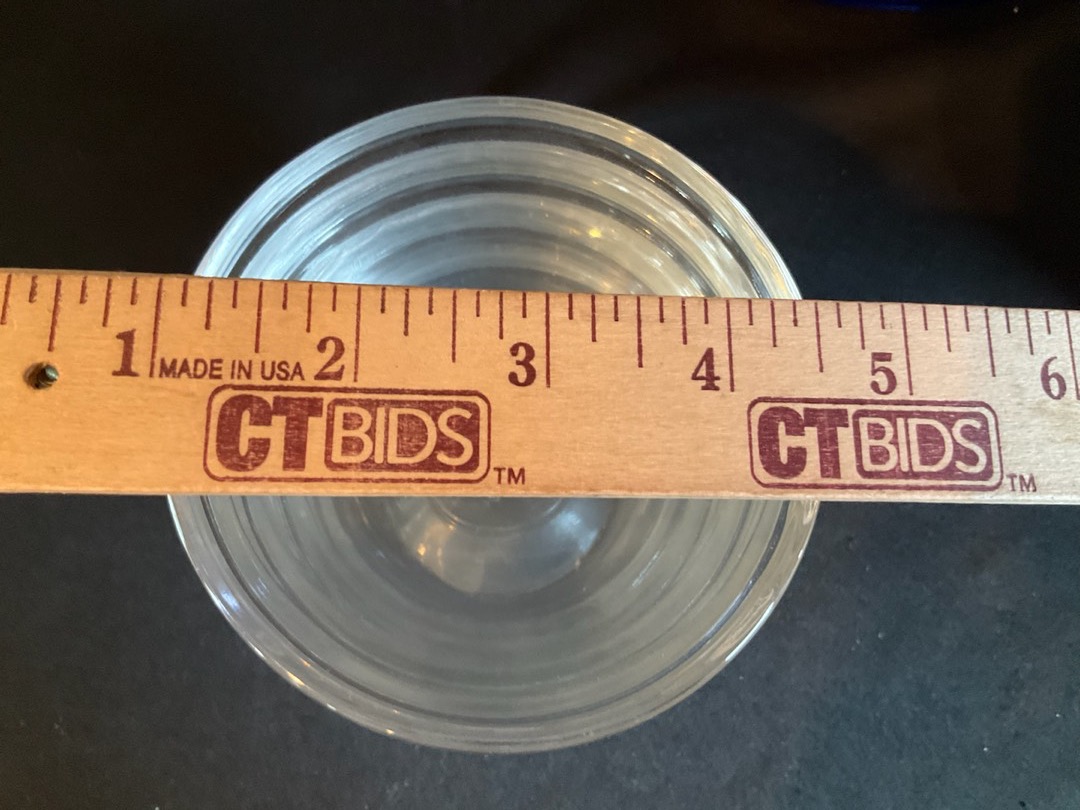 1 MADE IN USA 2 3 4 5 6
CTBIDS™ CTBIDS™